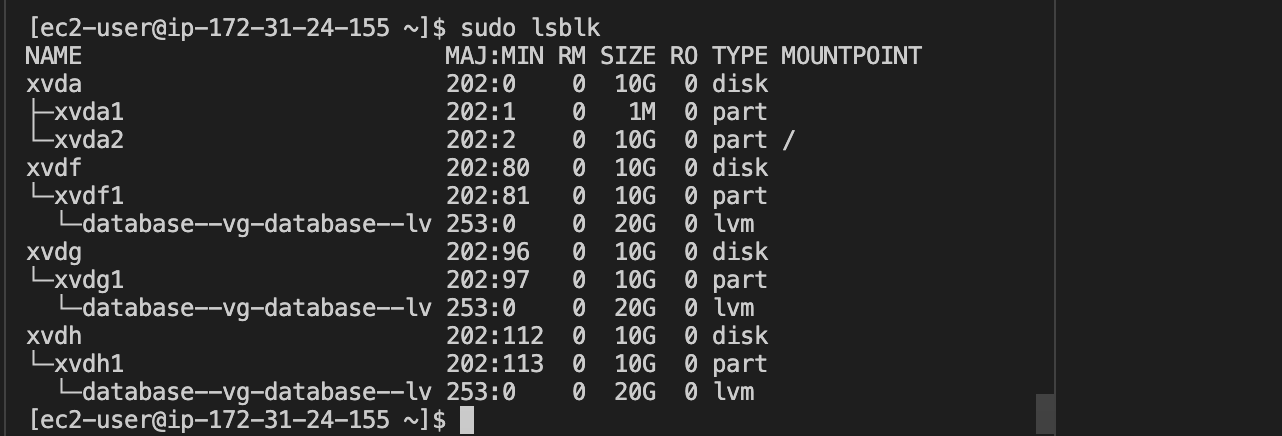 [ec2-user@ip-172-31-24-155 ~]$ sudo lsblk
NAME                          MAJ:MIN RM SIZE RO TYPE MOUNTPOINT
xvda                          202:0    0  10G  0 disk
├─xvda1                       202:1    0   1M  0 part
└─xvda2                       202:2    0  10G  0 part /
xvdf                          202:80   0  10G  0 disk
└─xvdf1                       202:81   0  10G  0 part
  └─database--vg-database--lv 253:0    0  20G  0 lvm
xvdg                          202:96   0  10G  0 disk
└─xvdg1                       202:97   0  10G  0 part
  └─database--vg-database--lv 253:0    0  20G  0 lvm
xvdh                          202:112  0  10G  0 disk
└─xvdh1                       202:113  0  10G  0 part
  └─database--vg-database--lv 253:0    0  20G  0 lvm
[ec2-user@ip-172-31-24-155 ~]$